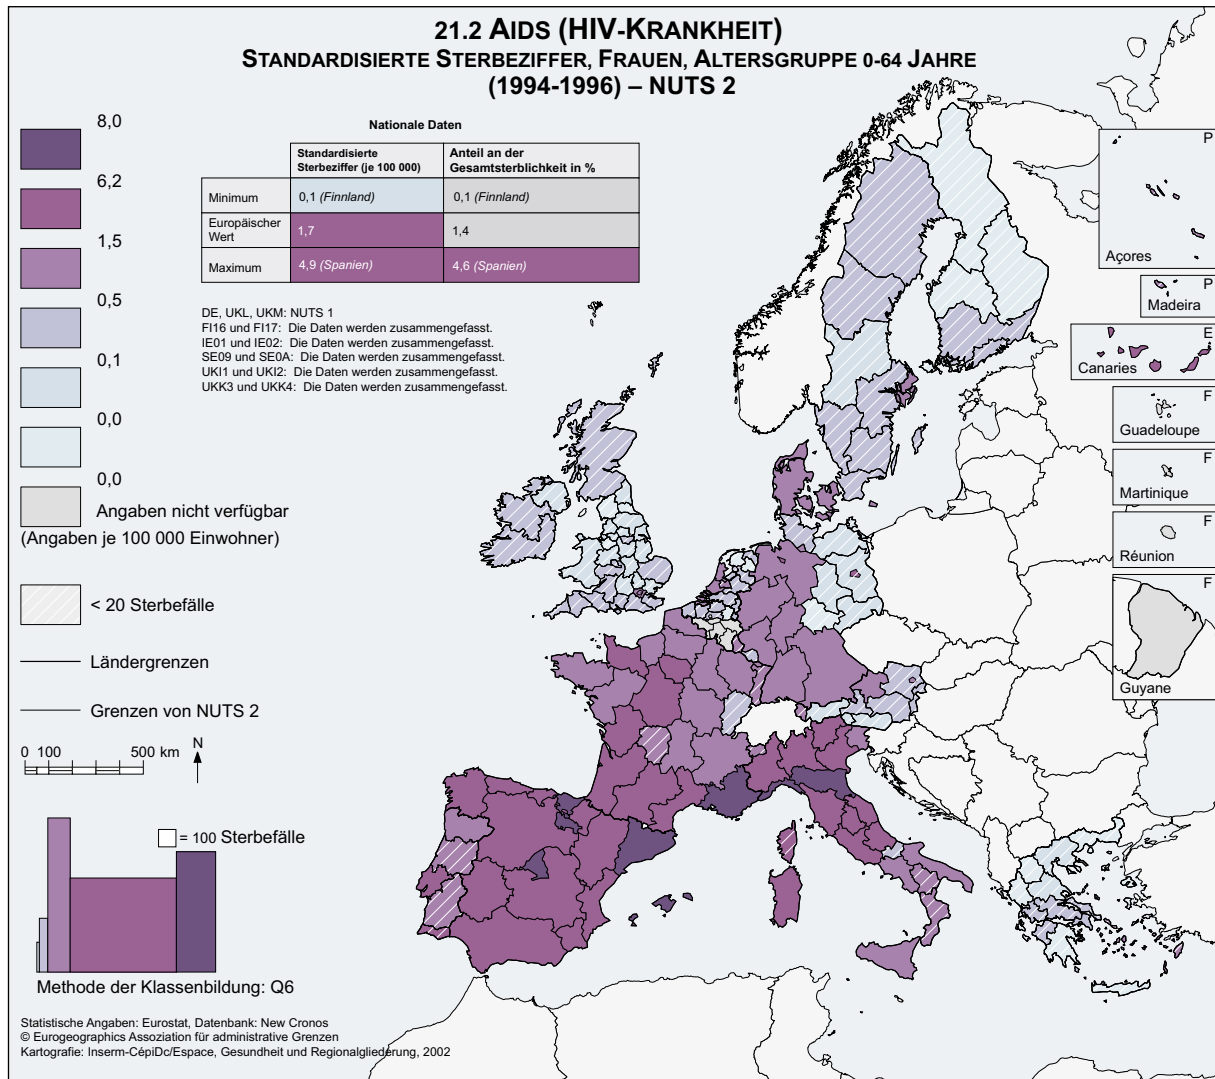 21.2 AIDS (HIV-KRANKHEIT)
STANDARDISIERTE STERBEZIFFER, FRAUEN, ALTERSGRUPPE 0-64 JAHRE
(1994-1996) – NUTS 2
8,0
6,2
1,5
0,5
0,1
0,0
0,0
Angaben nicht verfügbar
(Angaben je 100 000 Einwohner)
< 20 Sterbefälle
Ländergrenzen
Grenzen von NUTS 2
0 100 500 km
N
= 100 Sterbefälle
Methode der Klassenbildung: Q6
Statistische Angaben: Eurostat, Datenbank: New Cronos
© Eurogeographics Assoziation für administrative Grenzen
Kartografie: Inserm-CépiDc/Espace, Gesundheit und Regionalgliederung, 2002
Nationale Daten
Standardisierte Sterbeziffer (je 100 000)
Anteil an der Gesamtsterblichkeit in %
Minimum 0,1 (Finnland) 0,1 (Finnland)
Europäischer Wert 1,7 1,4
Maximum 4,9 (Spanien) 4,6 (Spanien)
DE, UKL, UKM: NUTS 1
FI16 und FI17: Die Daten werden zusammengefasst.
IE01 und IE02: Die Daten werden zusammengefasst.
SE09 und SE0A: Die Daten werden zusammengefasst.
UKI1 und UKI2: Die Daten werden zusammengefasst.
UKK3 und UKK4: Die Daten werden zusammengefasst.
P
Açores
P
Madeira
E
Canaries
F
Guadeloupe
F
Martinique
F
Réunion
F
Guyane